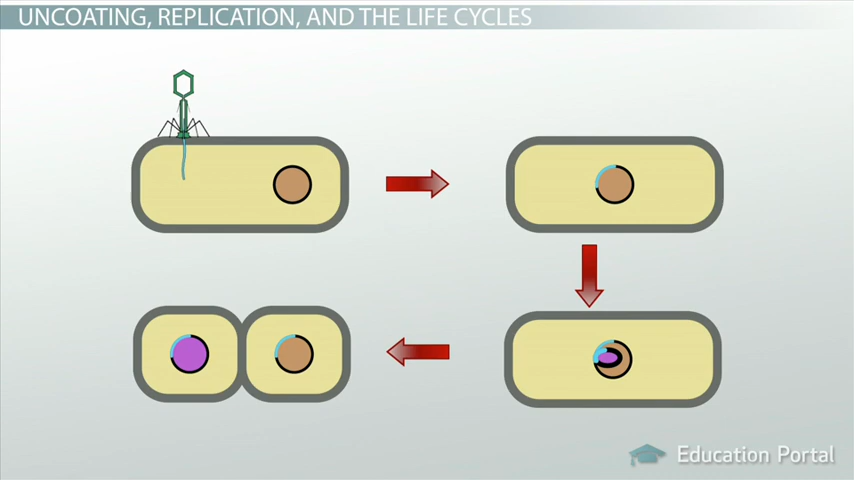 UNCOATING, REPLICATION, AND THE LIFE CYCLES
Education Portal